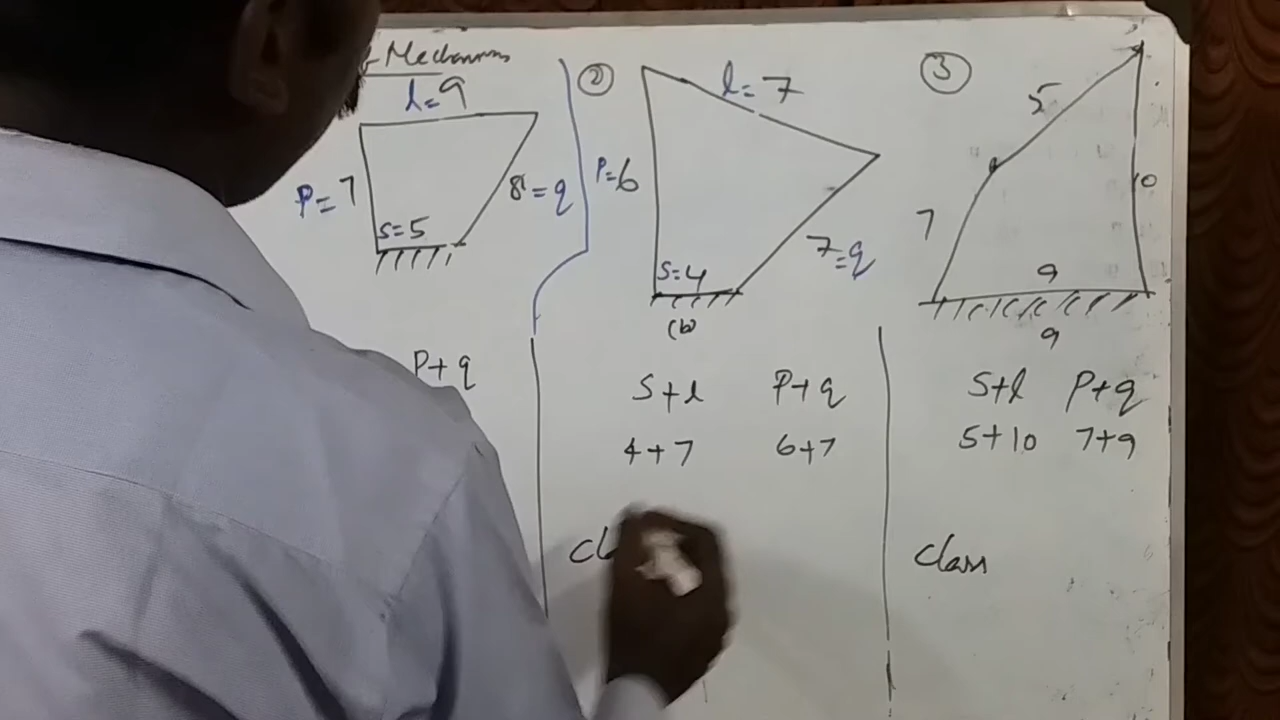 f Mechanisms
l=9
P=7
8=q
S=5
P+q
②
l=7
P=6
7=q
S=4
(b)
S+l P+q
4+7 6+7
③
5
10
7
9
9
S+l P+q
5+10 7+9
Class